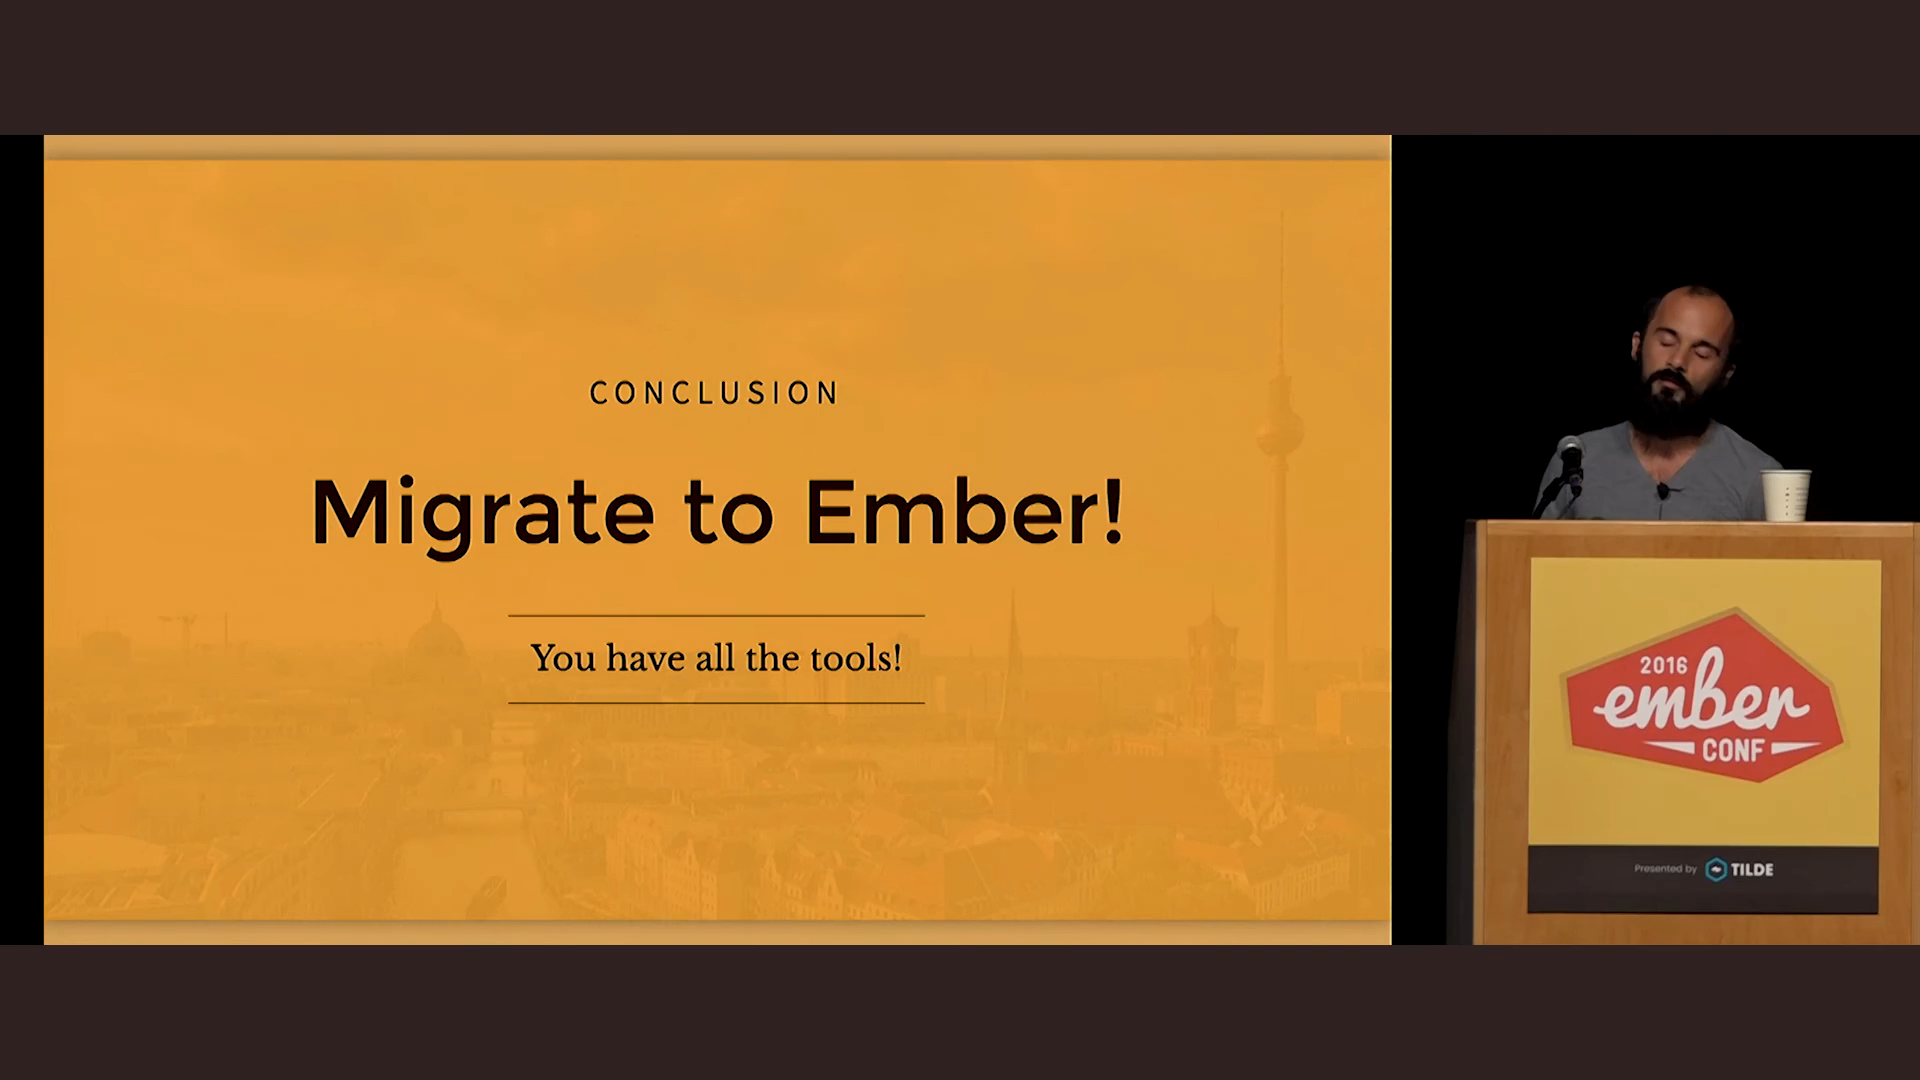 CONCLUSION
Migrate to Ember!
You have all the tools!
2016
ember
CONF
Presented by TILDE